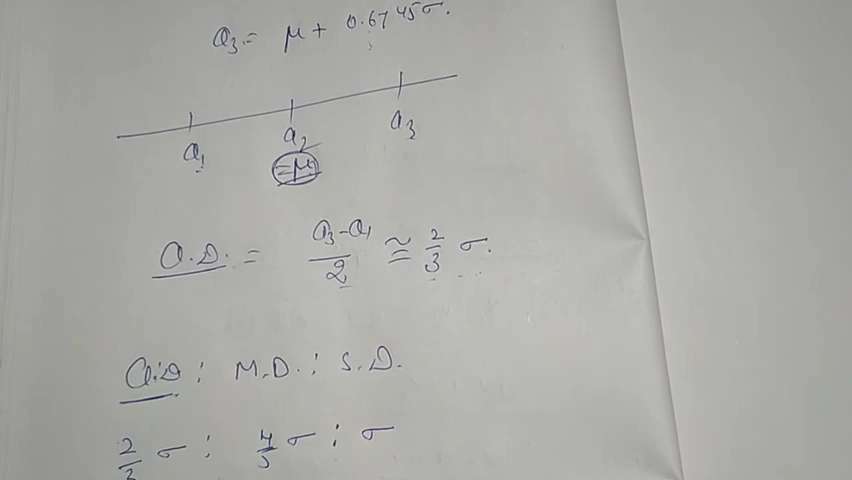 Q₃ = μ + 0.6745σ.
Q₁ Q₂ Q₃
= μ
Q.D. = Q₃-Q₁/2 ≅ 2/3 σ.
Q.D : M.D. : S.D.
2/3 σ : 4/5 σ : σ